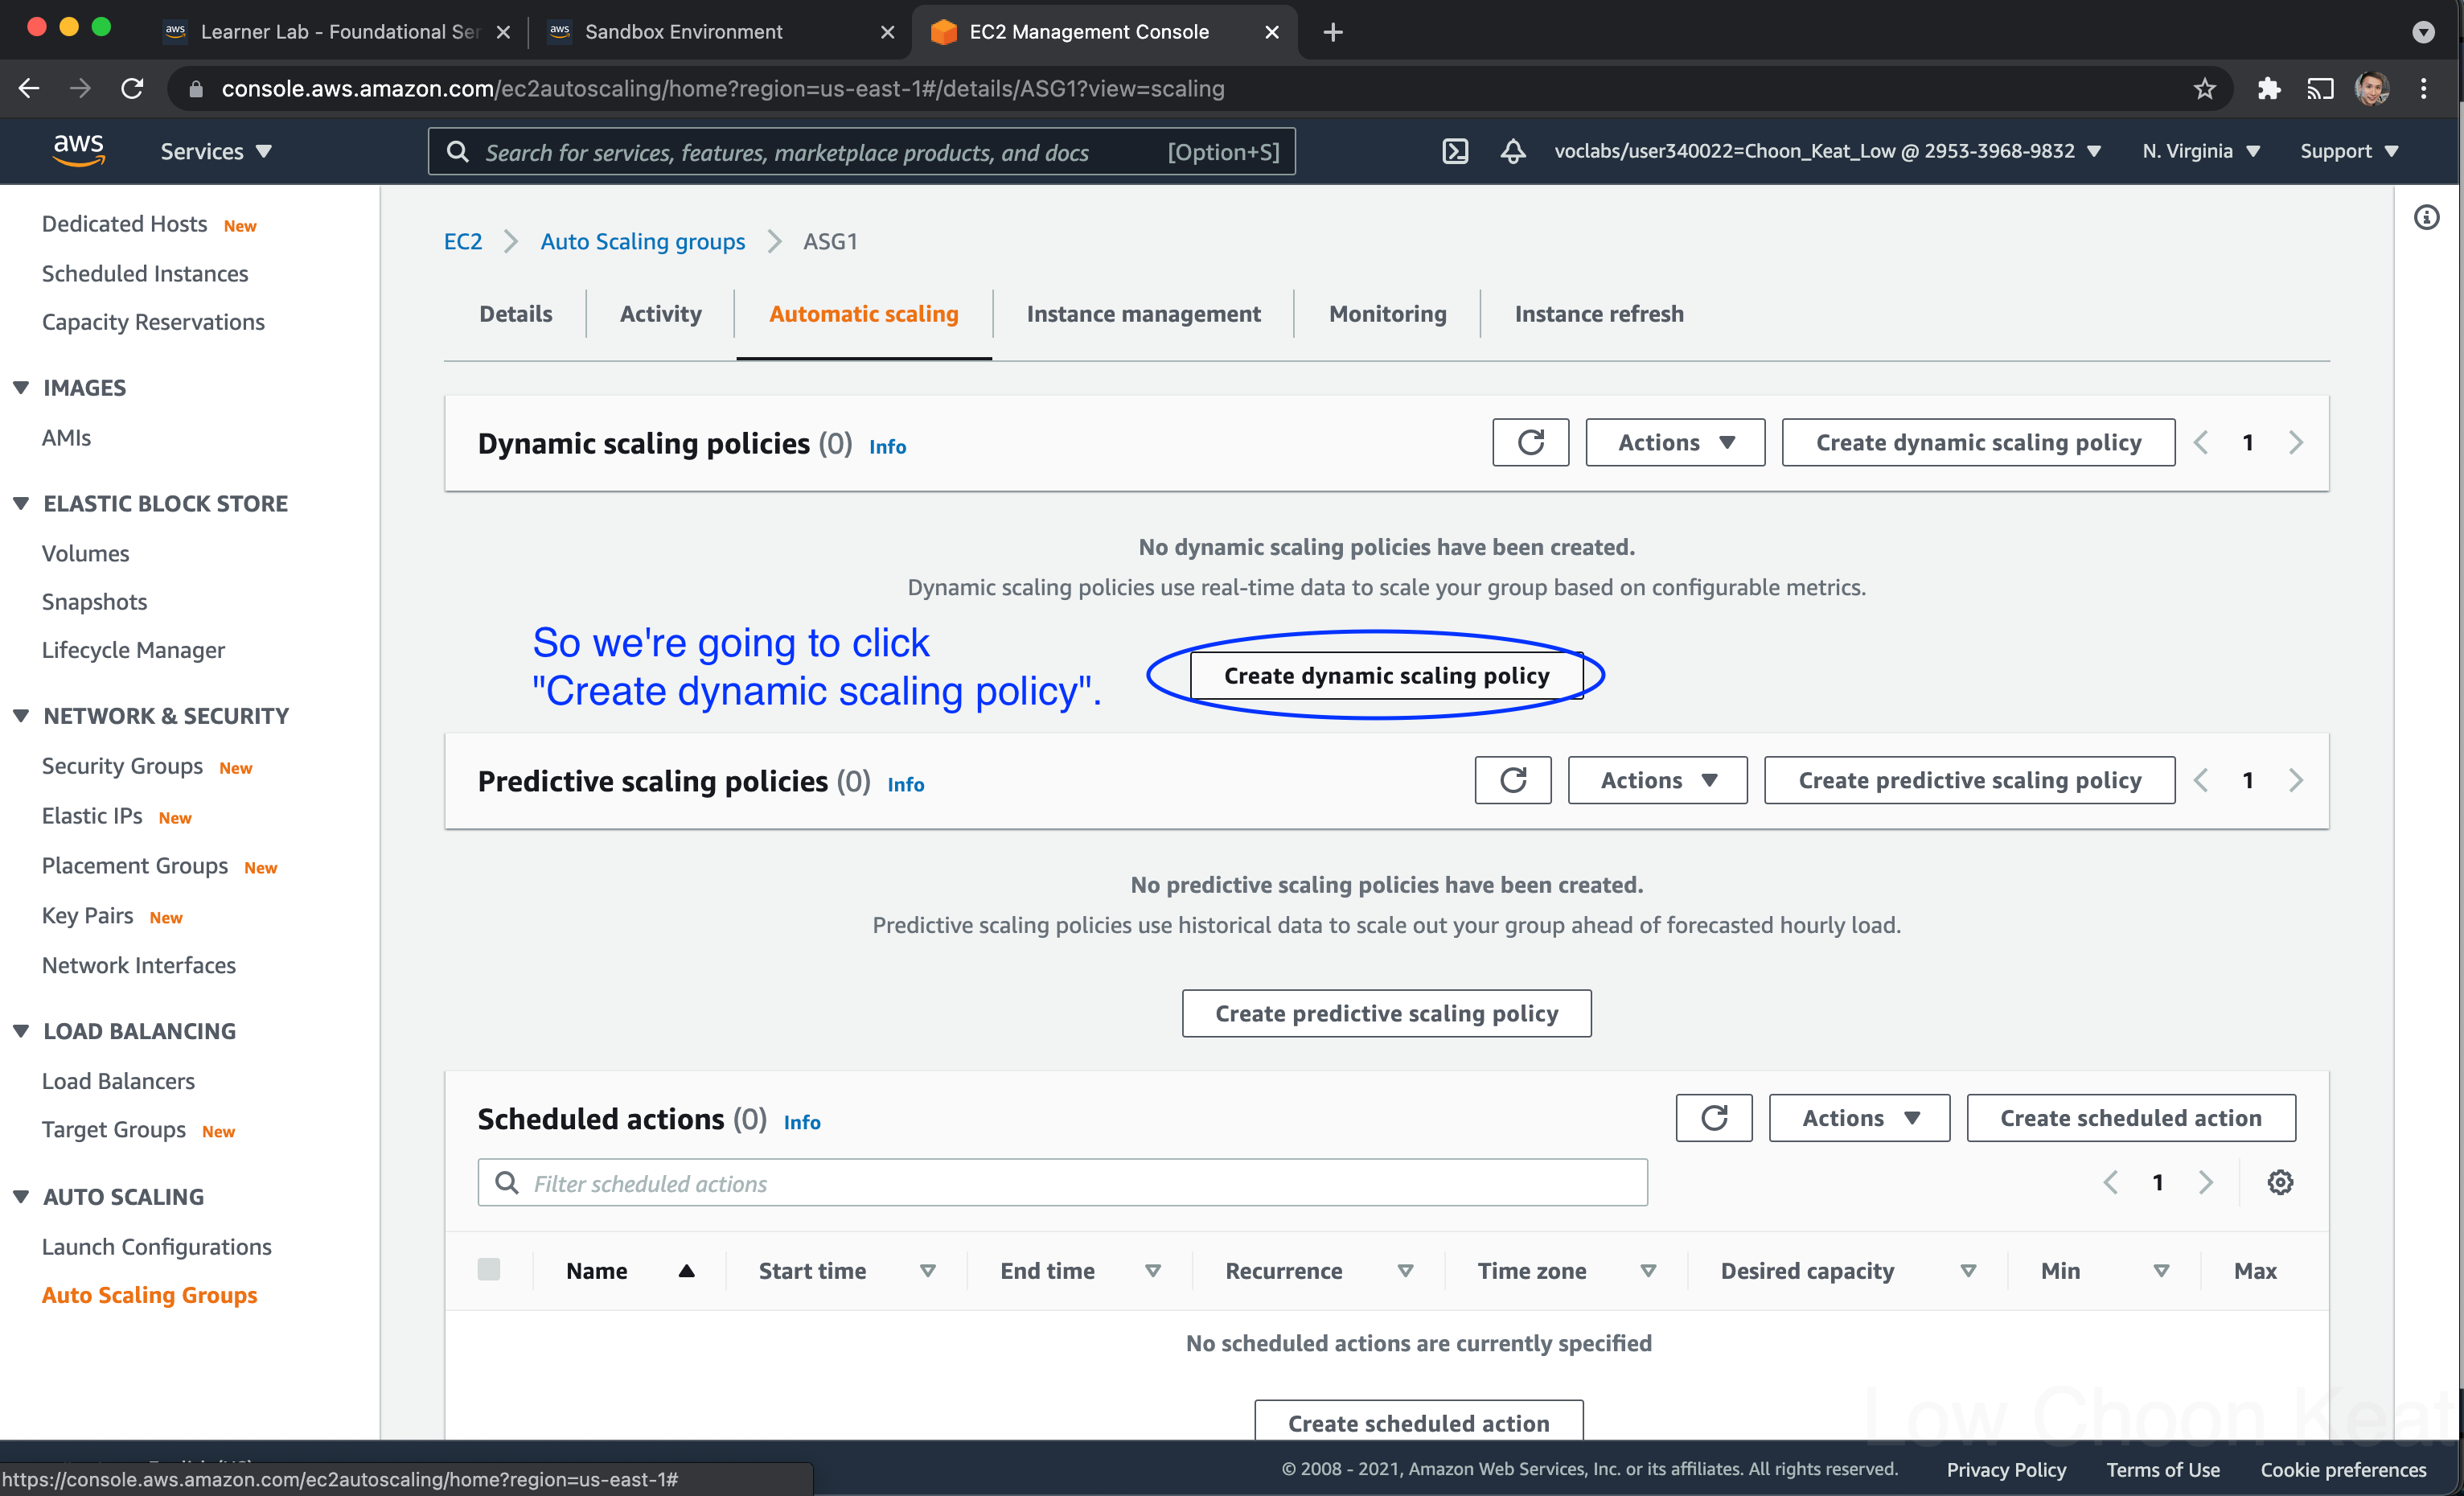 aws Learner Lab - Foundational Ser
aws Sandbox Environment
EC2 Management Console
console.aws.amazon.com/ec2autoscaling/home?region=us-east-1#/details/ASG1?view=scaling
aws Services Search for services, features, marketplace products, and docs [Option+S] voclabs/user340022=Choon_Keat_Low @ 2953-3968-9832 N. Virginia Support
Dedicated Hosts New
Scheduled Instances
Capacity Reservations
IMAGES
AMIs
ELASTIC BLOCK STORE
Volumes
Snapshots
Lifecycle Manager
NETWORK & SECURITY
Security Groups New
Elastic IPs New
Placement Groups New
Key Pairs New
Network Interfaces
LOAD BALANCING
Load Balancers
Target Groups New
AUTO SCALING
Launch Configurations
Auto Scaling Groups
EC2 > Auto Scaling groups > ASG1
Details Activity Automatic scaling Instance management Monitoring Instance refresh
Dynamic scaling policies (0) Info Actions Create dynamic scaling policy 1
No dynamic scaling policies have been created.
Dynamic scaling policies use real-time data to scale your group based on configurable metrics.
So we're going to click
"Create dynamic scaling policy".
Create dynamic scaling policy
Predictive scaling policies (0) Info Actions Create predictive scaling policy 1
No predictive scaling policies have been created.
Predictive scaling policies use historical data to scale out your group ahead of forecasted hourly load.
Create predictive scaling policy
Scheduled actions (0) Info Actions Create scheduled action
Filter scheduled actions 1
Name Start time End time Recurrence Time zone Desired capacity Min Max
No scheduled actions are currently specified
Create scheduled action
Low Choon Keat
https://console.aws.amazon.com/ec2autoscaling/home?region=us-east-1#
© 2008 - 2021, Amazon Web Services, Inc. or its affiliates. All rights reserved. Privacy Policy Terms of Use Cookie preferences